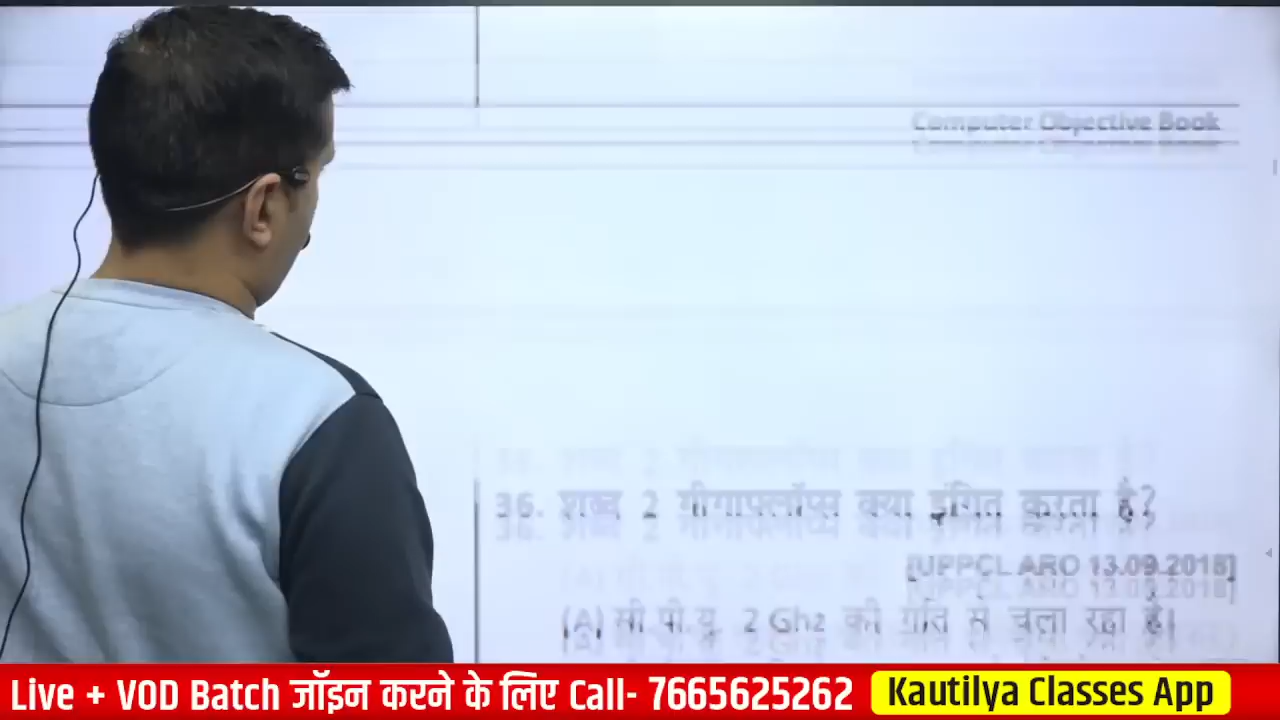 Computer Objective Book
36. शब्द 2 गीगाफ्लॉप्स क्या इंगित करता है?
[UPPCL ARO 13.09.2018]
(A) सी.पी.यू. 2 Ghz की गति से चला रहा है।
Live + VOD Batch जॉइन करने के लिए Call- 7665625262
Kautilya Classes App